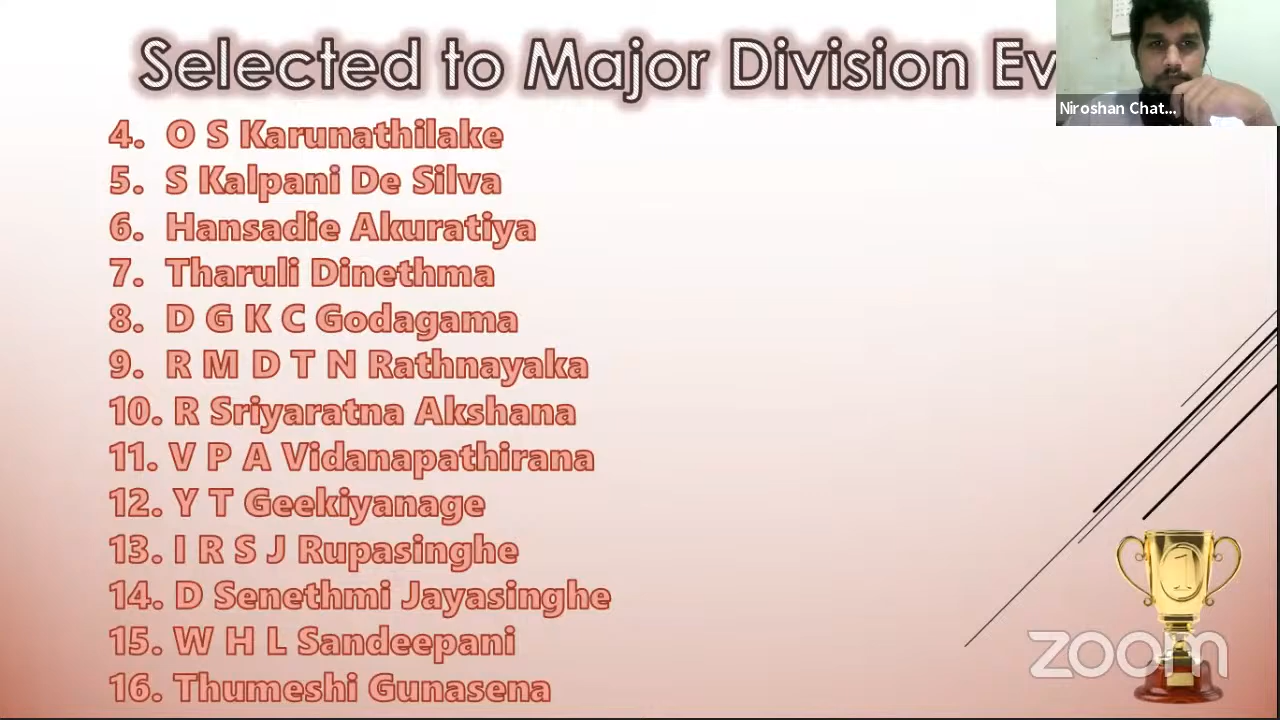 Selected to Major Division Ev
Niroshan Chat...
4. O S Karunathilake
5. S Kalpani De Silva
6. Hansadie Akuratiya
7. Tharuli Dinethma
8. D G K C Godagama
9. R M D T N Rathnayaka
10. R Sriyaratna Akshana
11. V P A Vidanapathirana
12. Y T Geekiyanage
13. I R S J Rupasinghe
14. D Senethmi Jayasinghe
15. W H L Sandeepani
16. Thumeshi Gunasena
1
zoom